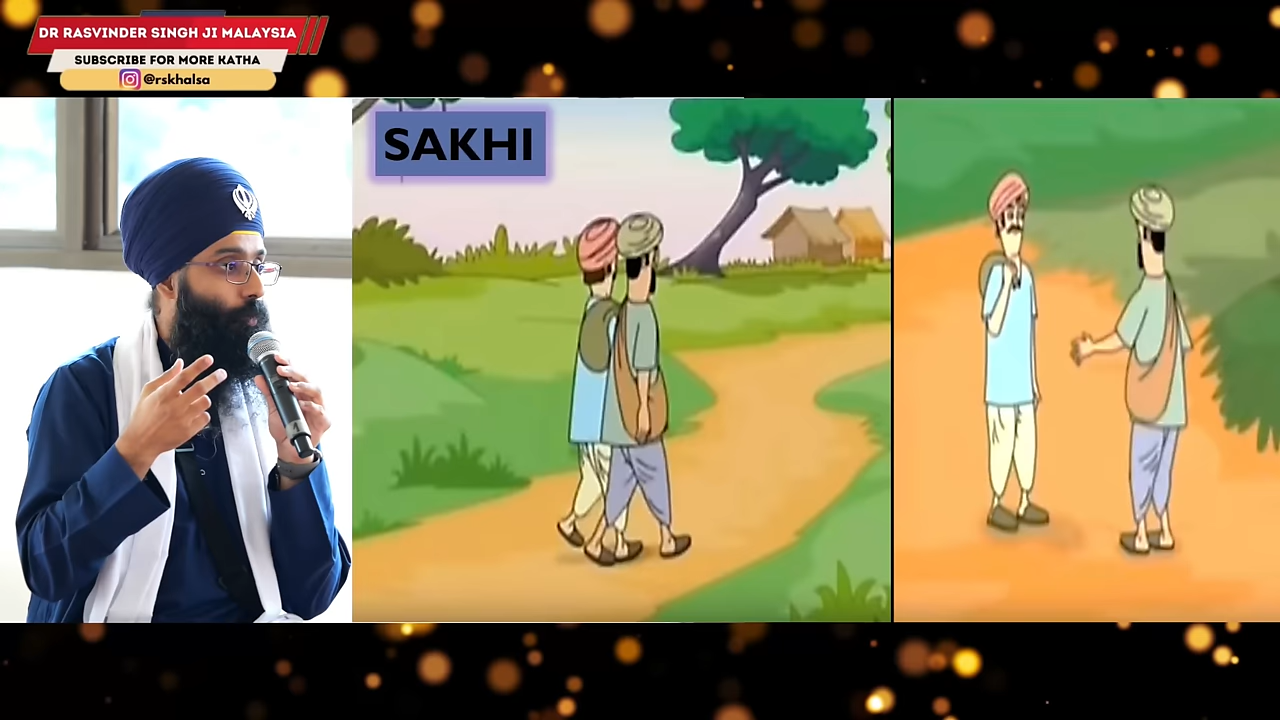 DR RASVINDER SINGH JI MALAYSIA
SUBSCRIBE FOR MORE KATHA
@rskhalsa
SAKHI